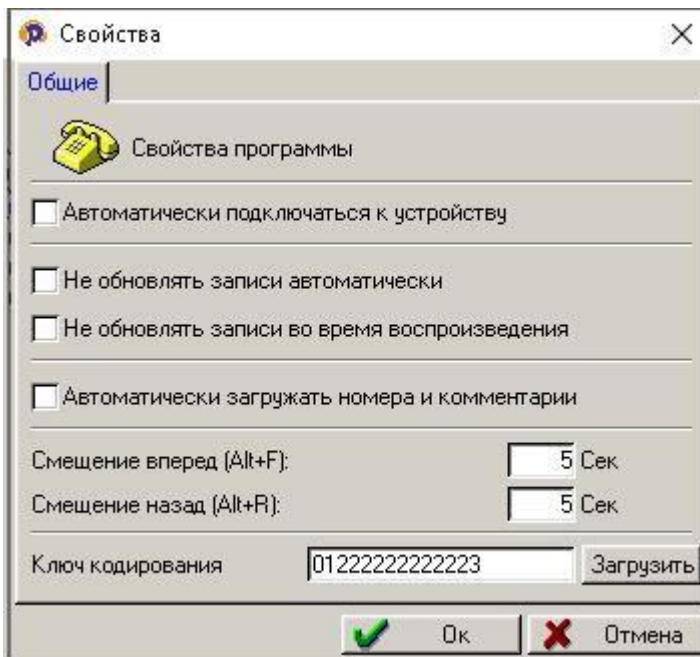 Свойства
Общие
Свойства программы
Автоматически подключаться к устройству
Не обновлять записи автоматически
Не обновлять записи во время воспроизведения
Автоматически загружать номера и комментарии
Смещение вперед (Alt+F): 5 Сек
Смещение назад (Alt+R): 5 Сек
Ключ кодирования 01222222222223 Загрузить
Ок Отмена